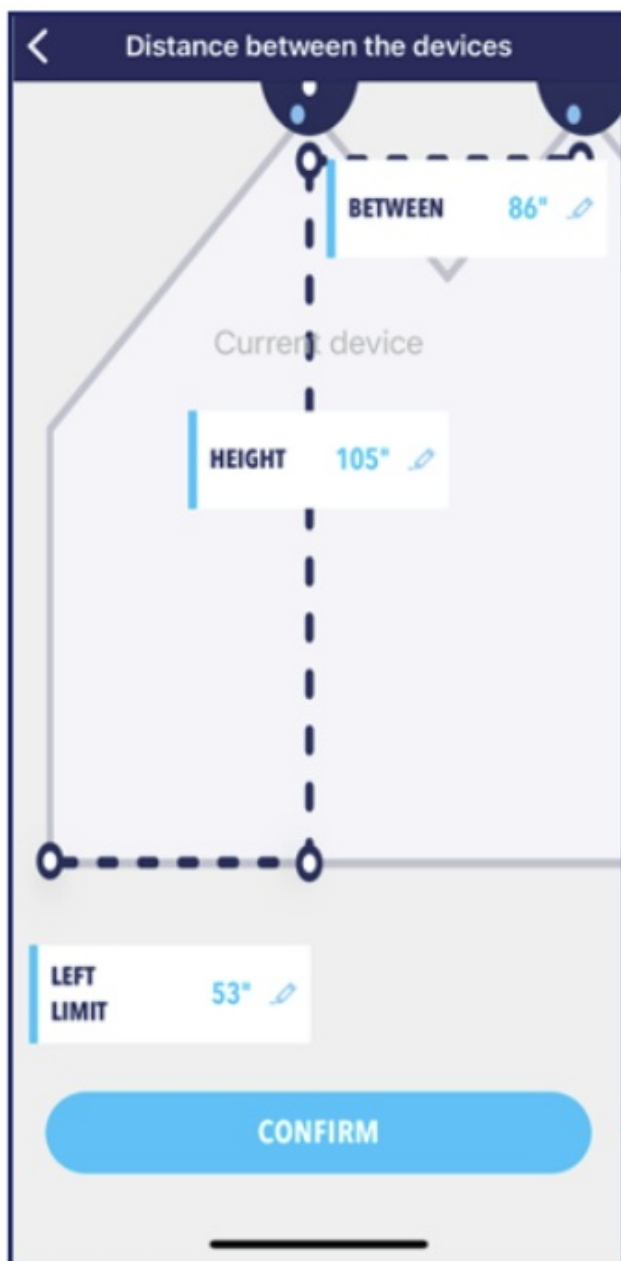 Distance between the devices
BETWEEN 86"
Current device
HEIGHT 105"
LEFT
LIMIT
53"
CONFIRM